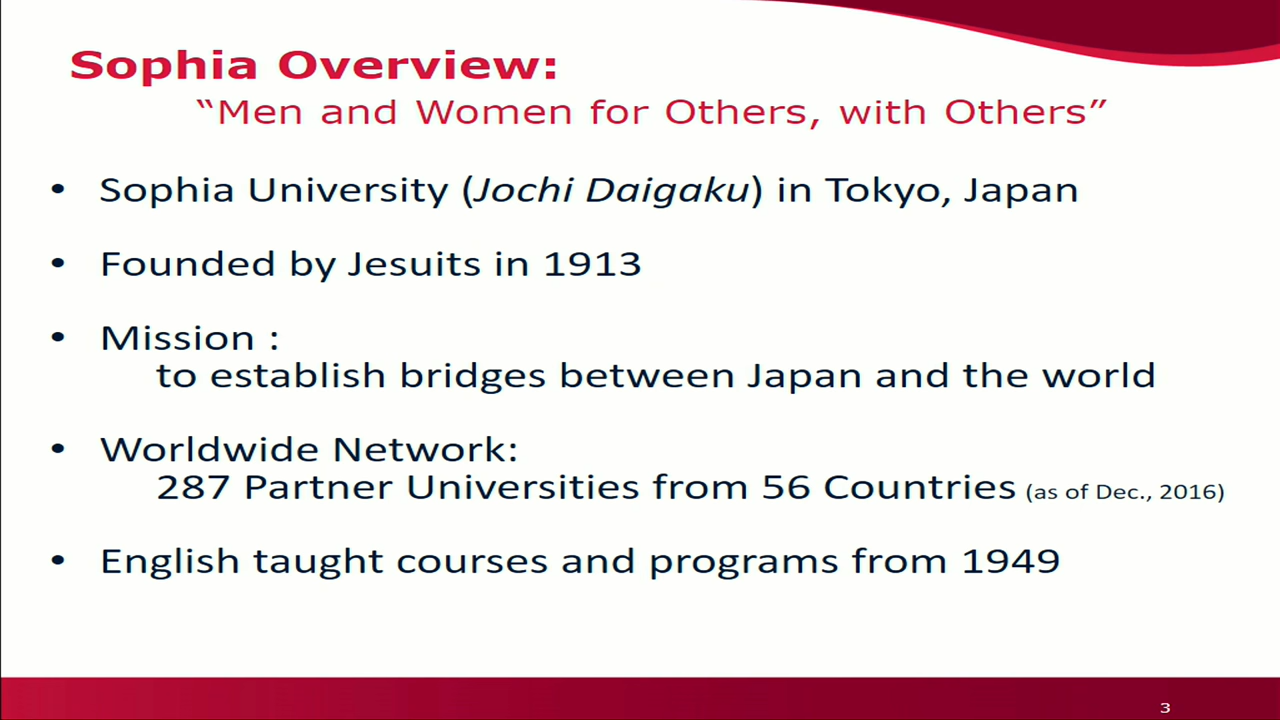 Sophia Overview:
“Men and Women for Others, with Others”
• Sophia University (Jochi Daigaku) in Tokyo, Japan
• Founded by Jesuits in 1913
• Mission :
to establish bridges between Japan and the world
• Worldwide Network:
287 Partner Universities from 56 Countries (as of Dec., 2016)
• English taught courses and programs from 1949
3